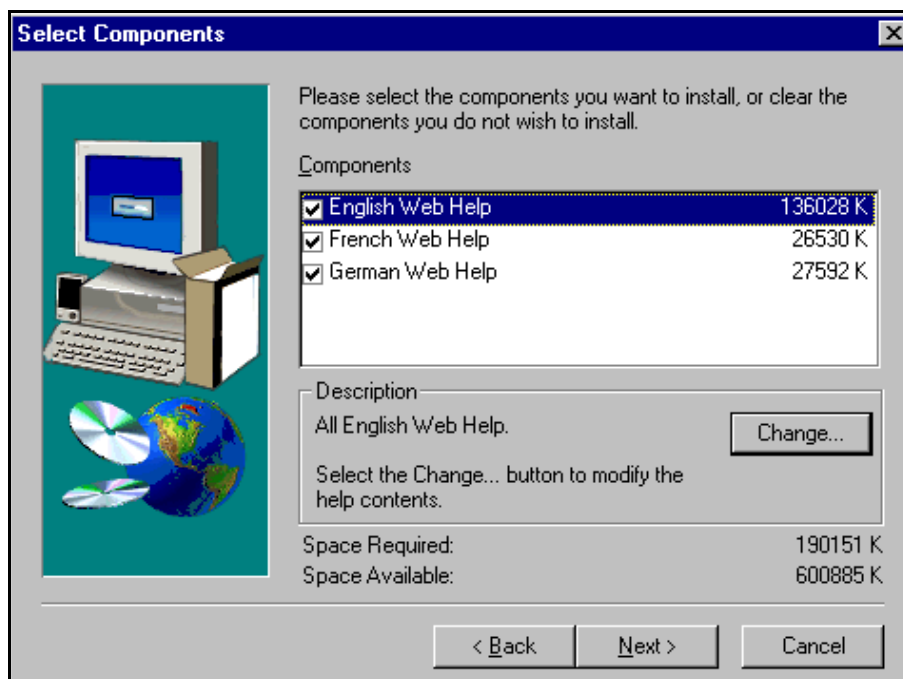 Select Components
Please select the components you want to install, or clear the
components you do not wish to install.
Components
English Web Help 136028 K
French Web Help 26530 K
German Web Help 27592 K
Description
All English Web Help.
Change...
Select the Change... button to modify the
help contents.
Space Required: 190151 K
Space Available: 600885 K
< Back Next > Cancel